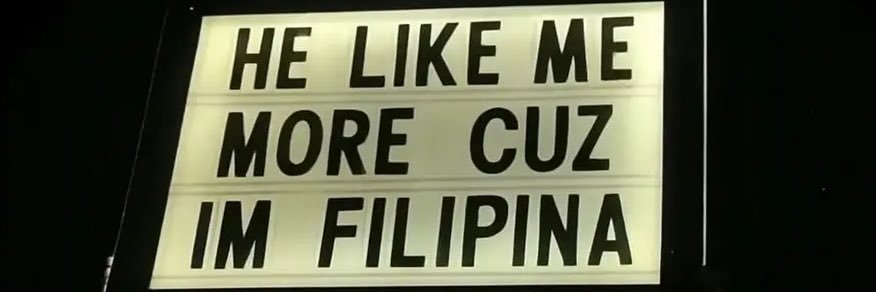 HE LIKE ME
MORE CUZ
IM FILIPINA